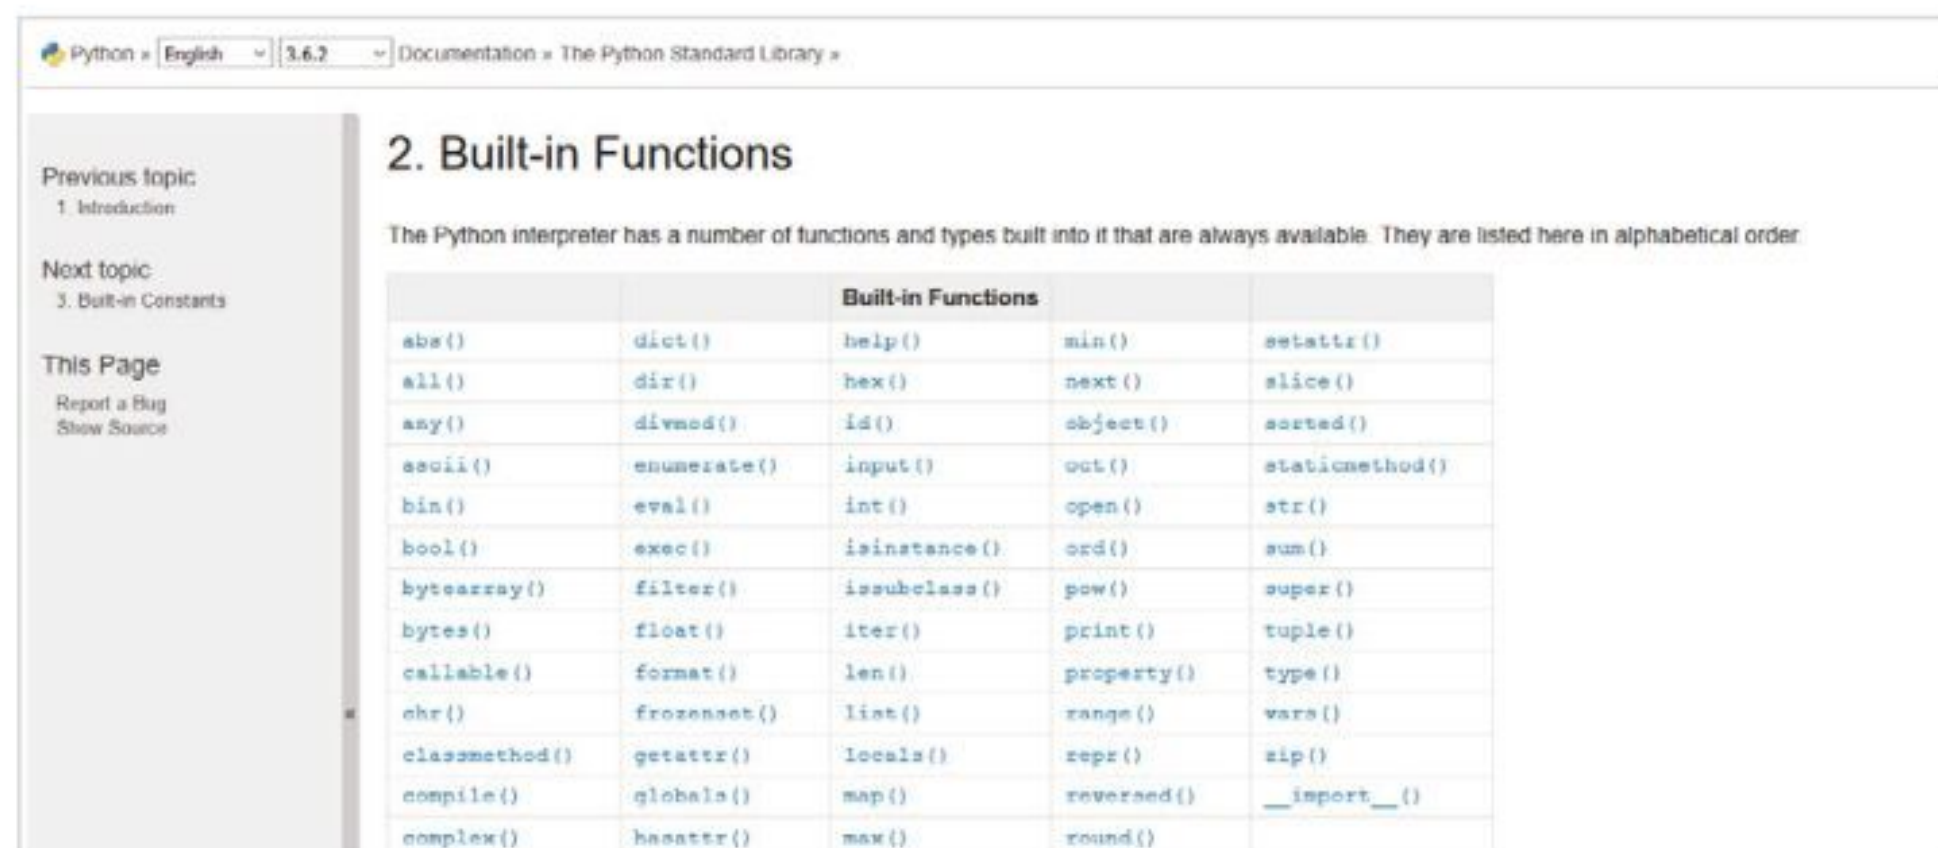 Python » English 3.6.2 Documentation » The Python Standard Library »
Previous topic
1. Introduction
Next topic
3. Built-in Constants
This Page
Report a Bug
Show Source
2. Built-in Functions
The Python interpreter has a number of functions and types built into it that are always available. They are listed here in alphabetical order.
Built-in Functions
abs() dict() help() min() setattr()
all() dir() hex() next() slice()
any() divmod() id() object() sorted()
ascii() enumerate() input() oct() staticmethod()
bin() eval() int() open() str()
bool() exec() isinstance() ord() sum()
bytearray() filter() issubclass() pow() super()
bytes() float() iter() print() tuple()
callable() format() len() property() type()
chr() frozenset() list() range() vars()
classmethod() getattr() locals() repr() zip()
compile() globals() map() reversed() __import__()
complex() hasattr() max() round()